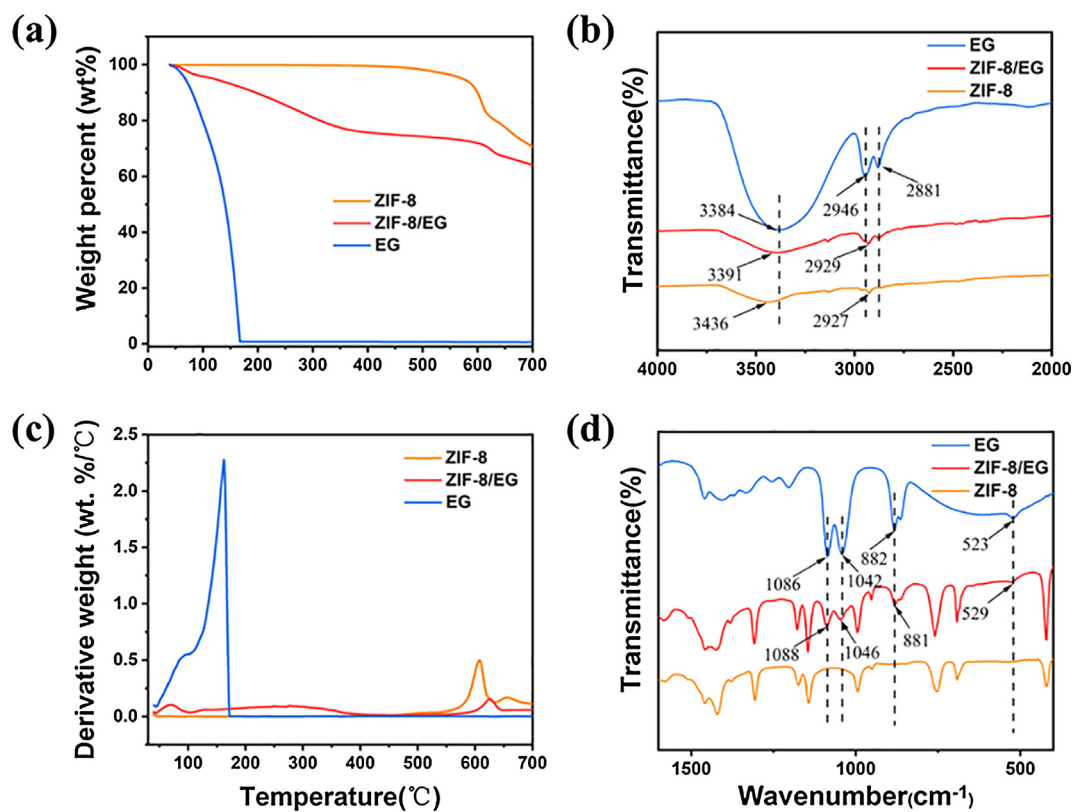 (a)
Weight percent (wt%)
100
80
60
40
20
0
ZIF-8
ZIF-8/EG
EG
0 100 200 300 400 500 600 700
(b)
Transmittance(%)
EG
ZIF-8/EG
ZIF-8
3384
2946
2881
3391
2929
3436
2927
4000 3500 3000 2500 2000
(c)
Derivative weight (wt. %/℃)
2.5
2.0
1.5
1.0
0.5
0.0
ZIF-8
ZIF-8/EG
EG
100 200 300 400 500 600 700
Temperature(℃)
(d)
Transmittance(%)
EG
ZIF-8/EG
ZIF-8
1086
1042
882
523
1088
1046
881
529
1500 1000 500
Wavenumber(cm-1)